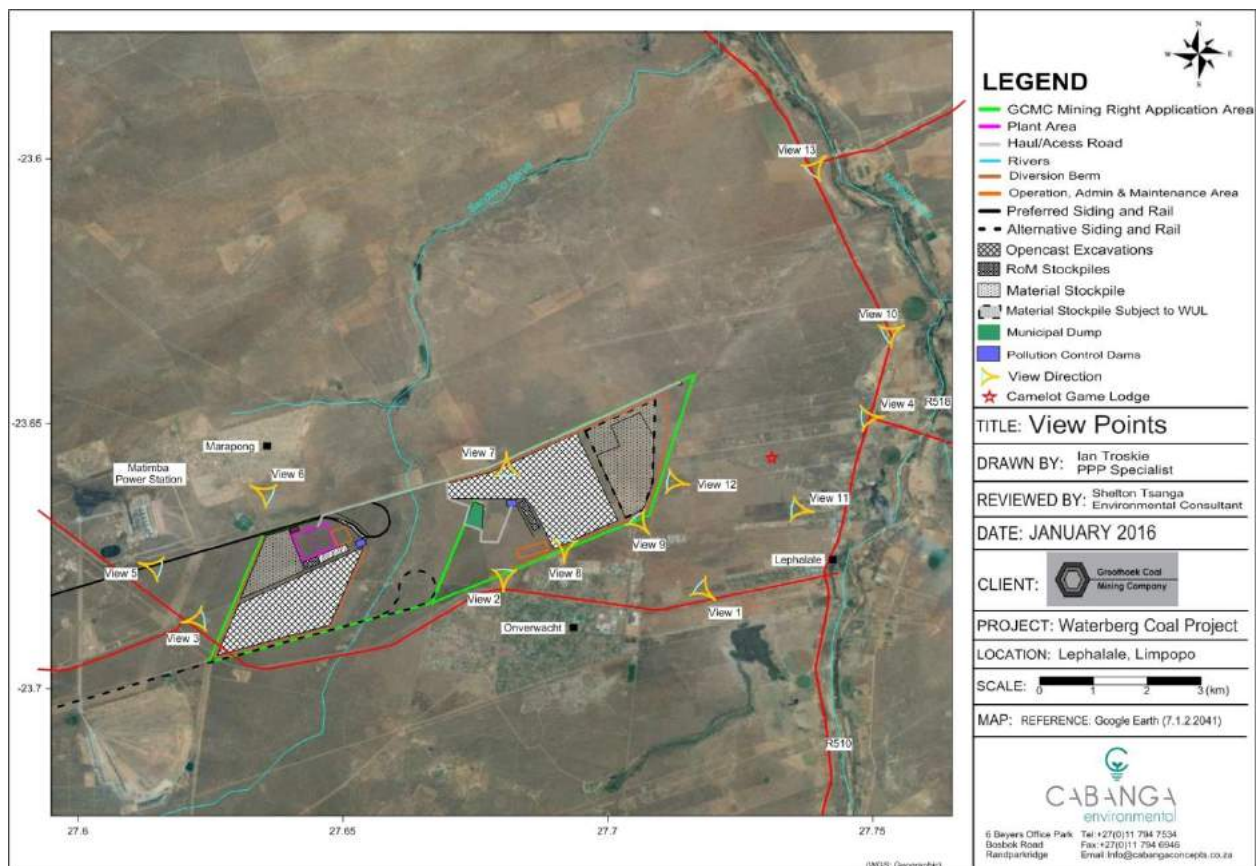 N
W
E
S
LEGEND
GCMC Mining Right Application Area
Plant Area
Haul/Acess Road
Rivers
Diversion Berm
Operation, Admin & Maintenance Area
Preferred Siding and Rail
Alternative Siding and Rail
Opencast Excavations
RoM Stockpiles
Material Stockpile
Material Stockpile Subject to WUL
Municipal Dump
Pollution Control Dams
View Direction
Camelot Game Lodge
TITLE: View Points
DRAWN BY: Ian Troskie
PPP Specialist
REVIEWED BY: Shelton Tsanga
Environmental Consultant
DATE: JANUARY 2016
CLIENT:
Groothoek Coal
Mining Company
PROJECT: Waterberg Coal Project
LOCATION: Lephalale, Limpopo
SCALE: 0 1 2 3 (km)
MAP: REFERENCE: Google Earth (7.1.2.2041)
CABANGA
environmental
6 Beyers Office Park Tel:+27(0)11 794 7534
Bosbok Road Fax:+27(0)11 794 6946
Randparkridge Email:Info@cabangaconcepts.co.za
-23.6
-23.65
-23.7
27.6
27.65
27.7
27.75
(WGS: Geographic)
View 13
View 10
View 4
R518
Marapong
Matimba
Power Station
View 6
View 7
View 12
View 11
View 9
View 8
Lephalale
View 5
View 3
View 2
View 1
Onverwacht
R510